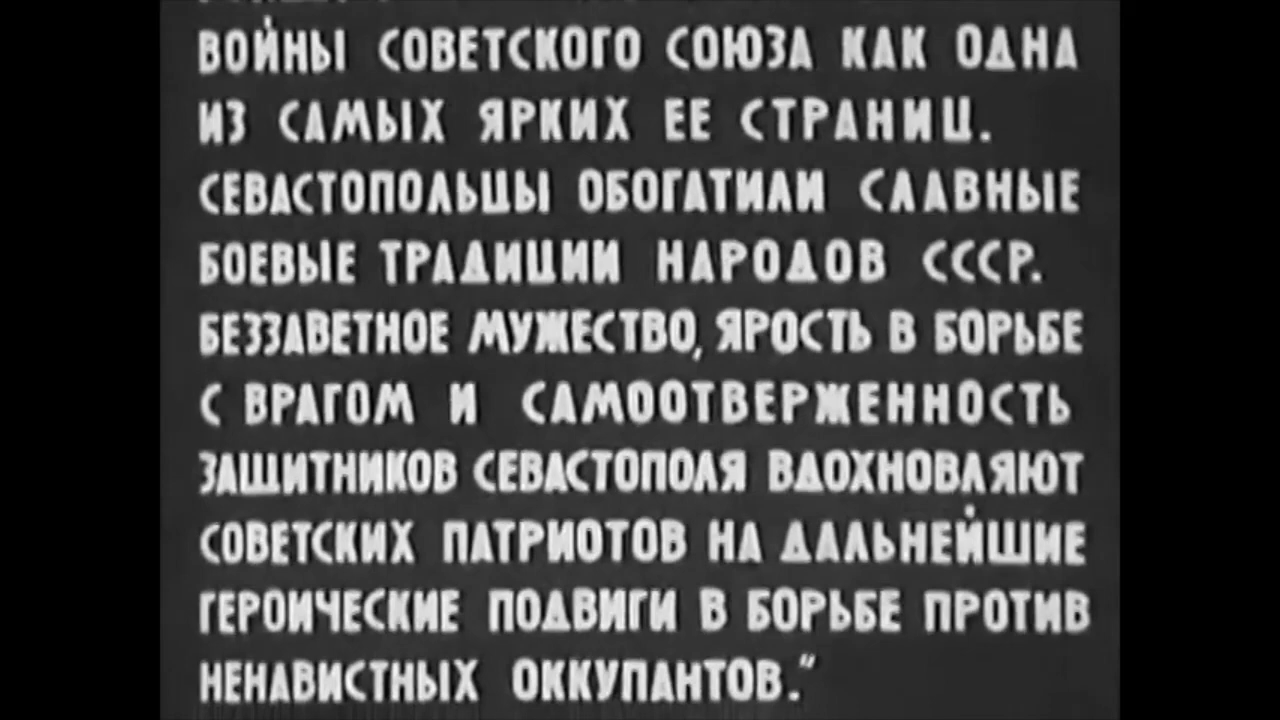 ВОЙНЫ СОВЕТСКОГО СОЮЗА КАК ОДНА
ИЗ САМЫХ ЯРКИХ ЕЕ СТРАНИЦ.
СЕВАСТОПОЛЬЦЫ ОБОГАТИЛИ СЛАВНЫЕ
БОЕВЫЕ ТРАДИЦИИ НАРОДОВ СССР.
БЕЗЗАВЕТНОЕ МУЖЕСТВО, ЯРОСТЬ В БОРЬБЕ
С ВРАГОМ И САМООТВЕРЖЕННОСТЬ
ЗАЩИТНИКОВ СЕВАСТОПОЛЯ ВДОХНОВЛЯЮТ
СОВЕТСКИХ ПАТРИОТОВ НА ДАЛЬНЕЙШИЕ
ГЕРОИЧЕСКИЕ ПОДВИГИ В БОРЬБЕ ПРОТИВ
НЕНАВИСТНЫХ ОККУПАНТОВ."